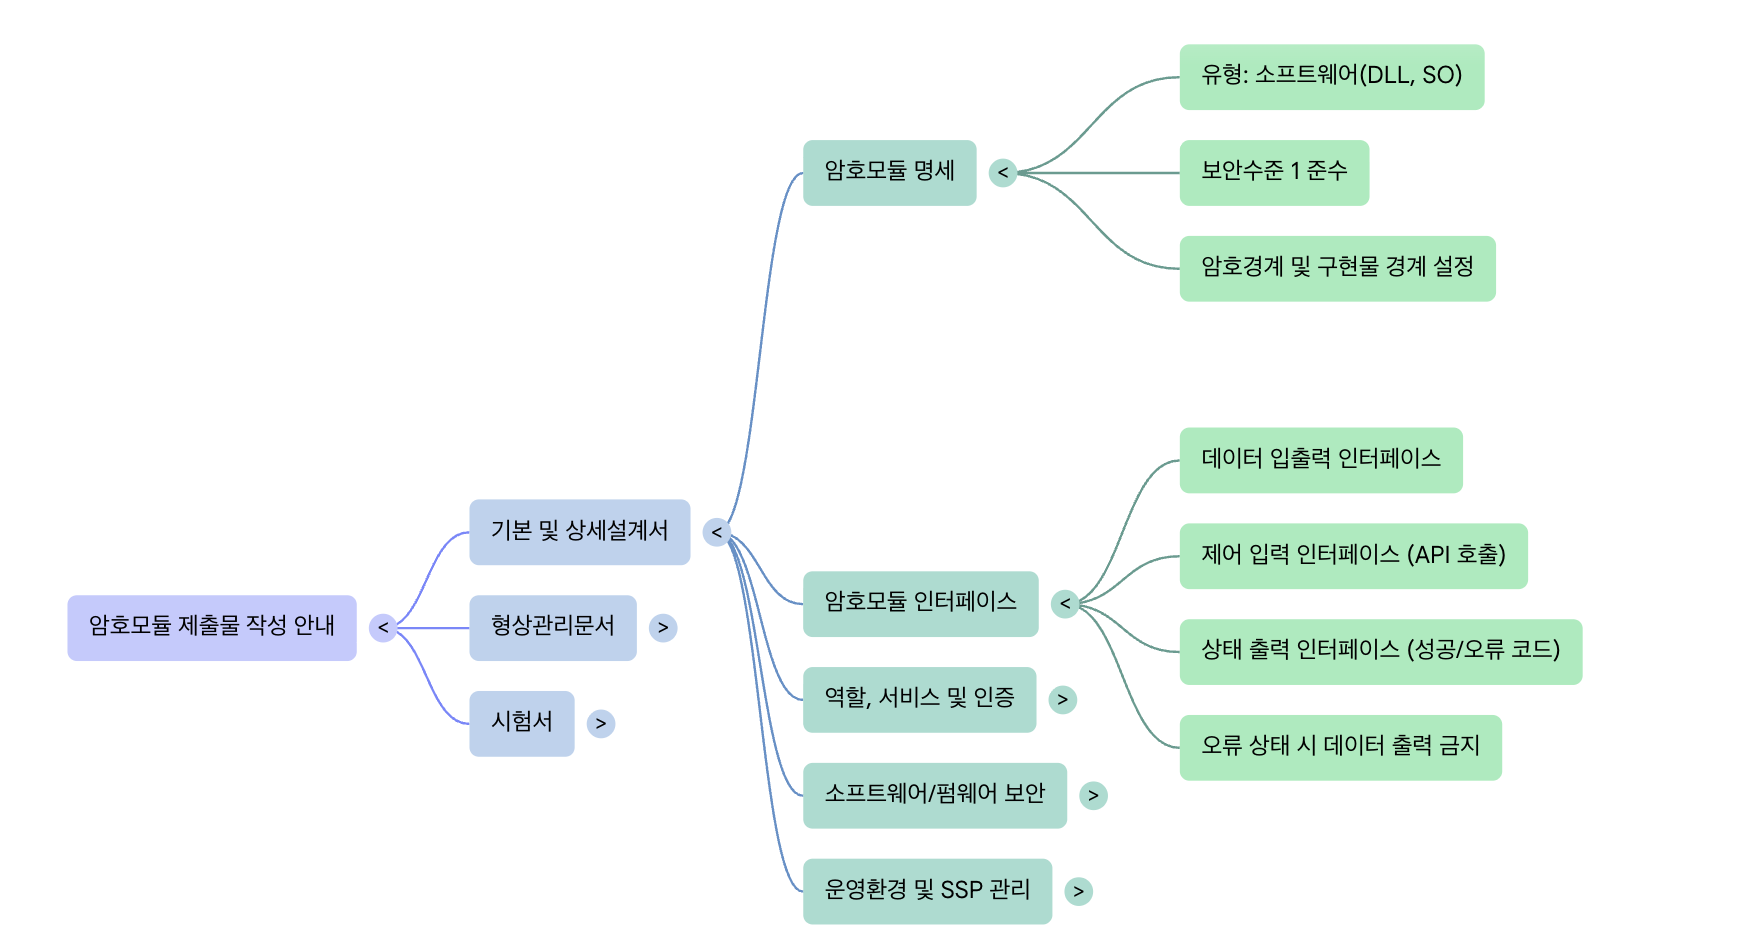 암호모듈 제출물 작성 안내
<
기본 및 상세설계서
<
암호모듈 명세
<
유형: 소프트웨어(DLL, SO)
보안수준 1 준수
암호경계 및 구현물 경계 설정
암호모듈 인터페이스
<
데이터 입출력 인터페이스
제어 입력 인터페이스 (API 호출)
상태 출력 인터페이스 (성공/오류 코드)
오류 상태 시 데이터 출력 금지
역할, 서비스 및 인증
>
소프트웨어/펌웨어 보안
>
운영환경 및 SSP 관리
>
형상관리문서
>
시험서
>